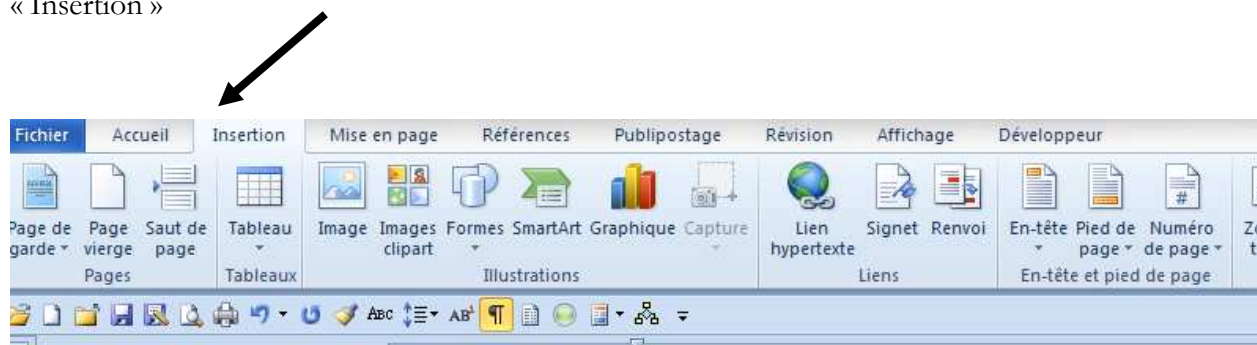 « Insertion »
Fichier Accueil Insertion Mise en page Références Publipostage Révision Affichage Développeur
Page de garde Page vierge Saut de page Tableau Image Images clipart Formes SmartArt Graphique Capture Lien hypertexte Signet Renvoi En-tête Pied de page Numéro de page
Pages Tableaux Illustrations Liens En-tête et pied de page
ABC AB¹ ¶